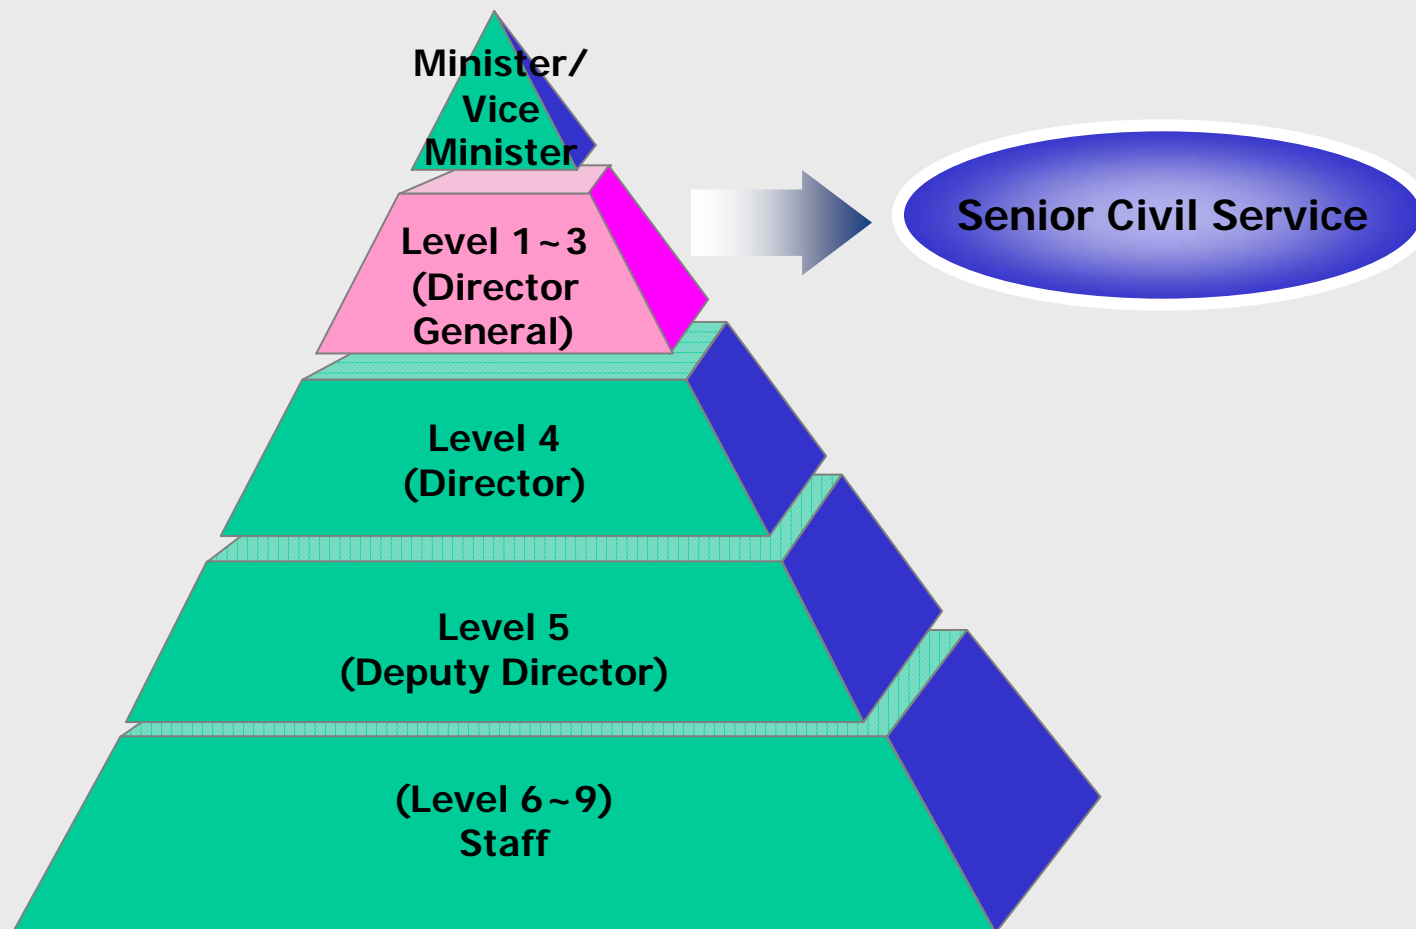 Minister/
Vice
Minister
Level 1~3
(Director
General)
Senior Civil Service
Level 4
(Director)
Level 5
(Deputy Director)
(Level 6~9)
Staff